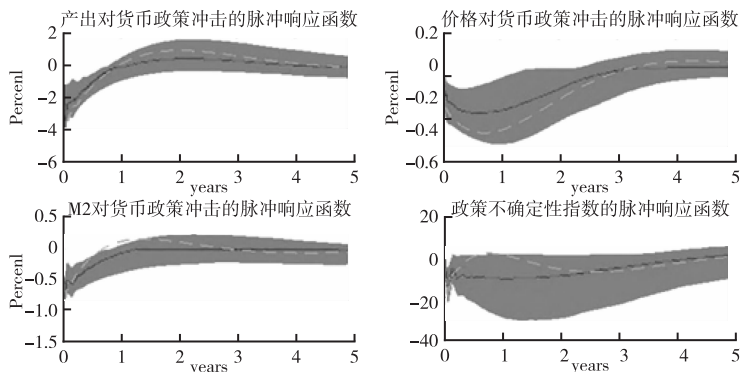 产出对货币政策冲击的脉冲响应函数
2
0
-2
-4
-6
Percenl
0 1 2 3 4 5
years
价格对货币政策冲击的脉冲响应函数
0.2
0
-0.2
-0.4
-0.6
Percenl
0 1 2 3 4 5
years
M2对货币政策冲击的脉冲响应函数
0.5
0
-0.5
-1.0
-1.5
Percenl
0 1 2 3 4 5
years
政策不确定性指数的脉冲响应函数
20
0
-20
-40
0 1 2 3 4 5
years